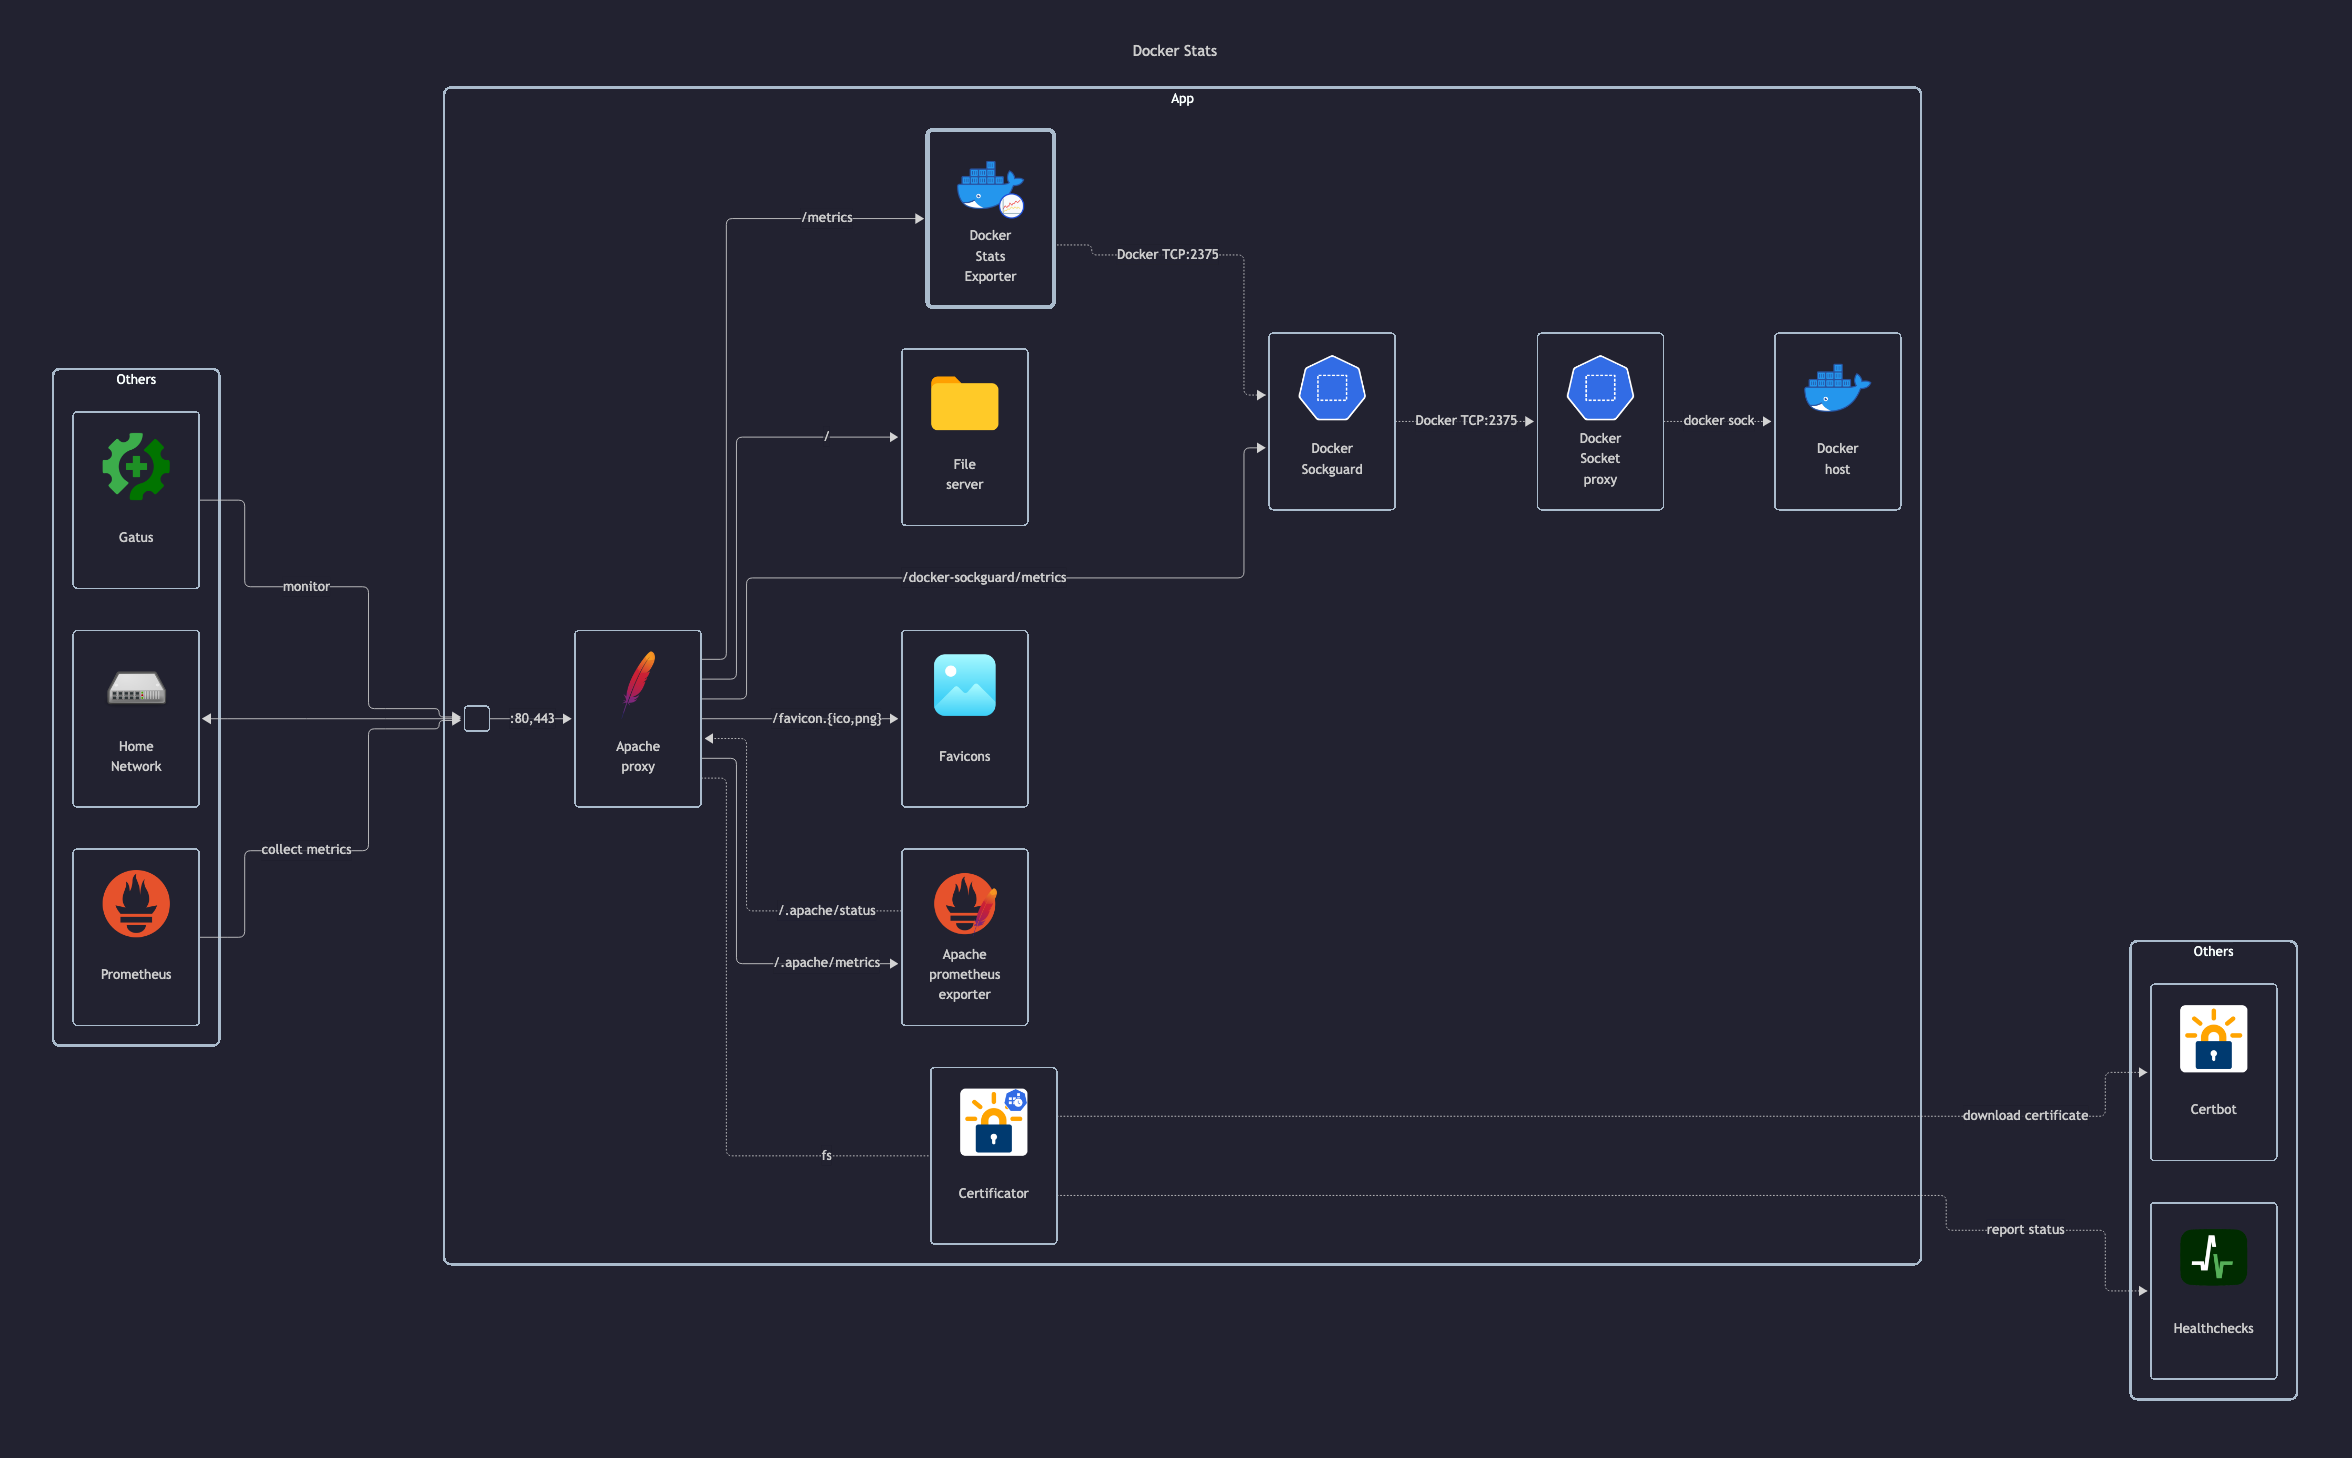 Docker Stats
App
Docker
Stats
Exporter
/metrics
Docker TCP:2375
File
server
/
Docker
Sockguard
Docker TCP:2375
Docker
Socket
proxy
docker sock
Docker
host
Others
Gatus
monitor
/docker-sockguard/metrics
Home
Network
:80,443
Apache
proxy
/favicon.{ico,png}
Favicons
collect metrics
Prometheus
/.apache/status
/.apache/metrics
Apache
prometheus
exporter
Others
Certbot
download certificate
fs
Certificator
report status
Healthchecks